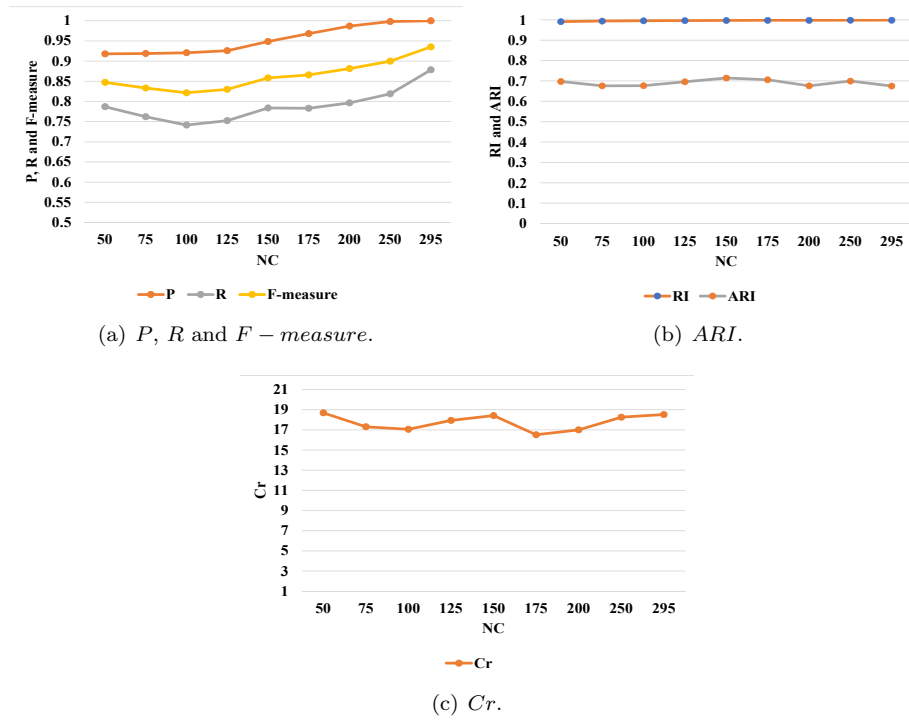 P, R and F-measure
1
0.95
0.9
0.85
0.8
0.75
0.7
0.65
0.6
0.55
0.5
50 75 100 125 150 175 200 250 295
NC
P R F-measure
(a) P, R and F − measure.
RI and ARI
1
0.9
0.8
0.7
0.6
0.5
0.4
0.3
0.2
0.1
0
50 75 100 125 150 175 200 250 295
NC
RI ARI
(b) ARI.
Cr
21
19
17
15
13
11
9
7
5
3
1
50 75 100 125 150 175 200 250 295
NC
Cr
(c) Cr.